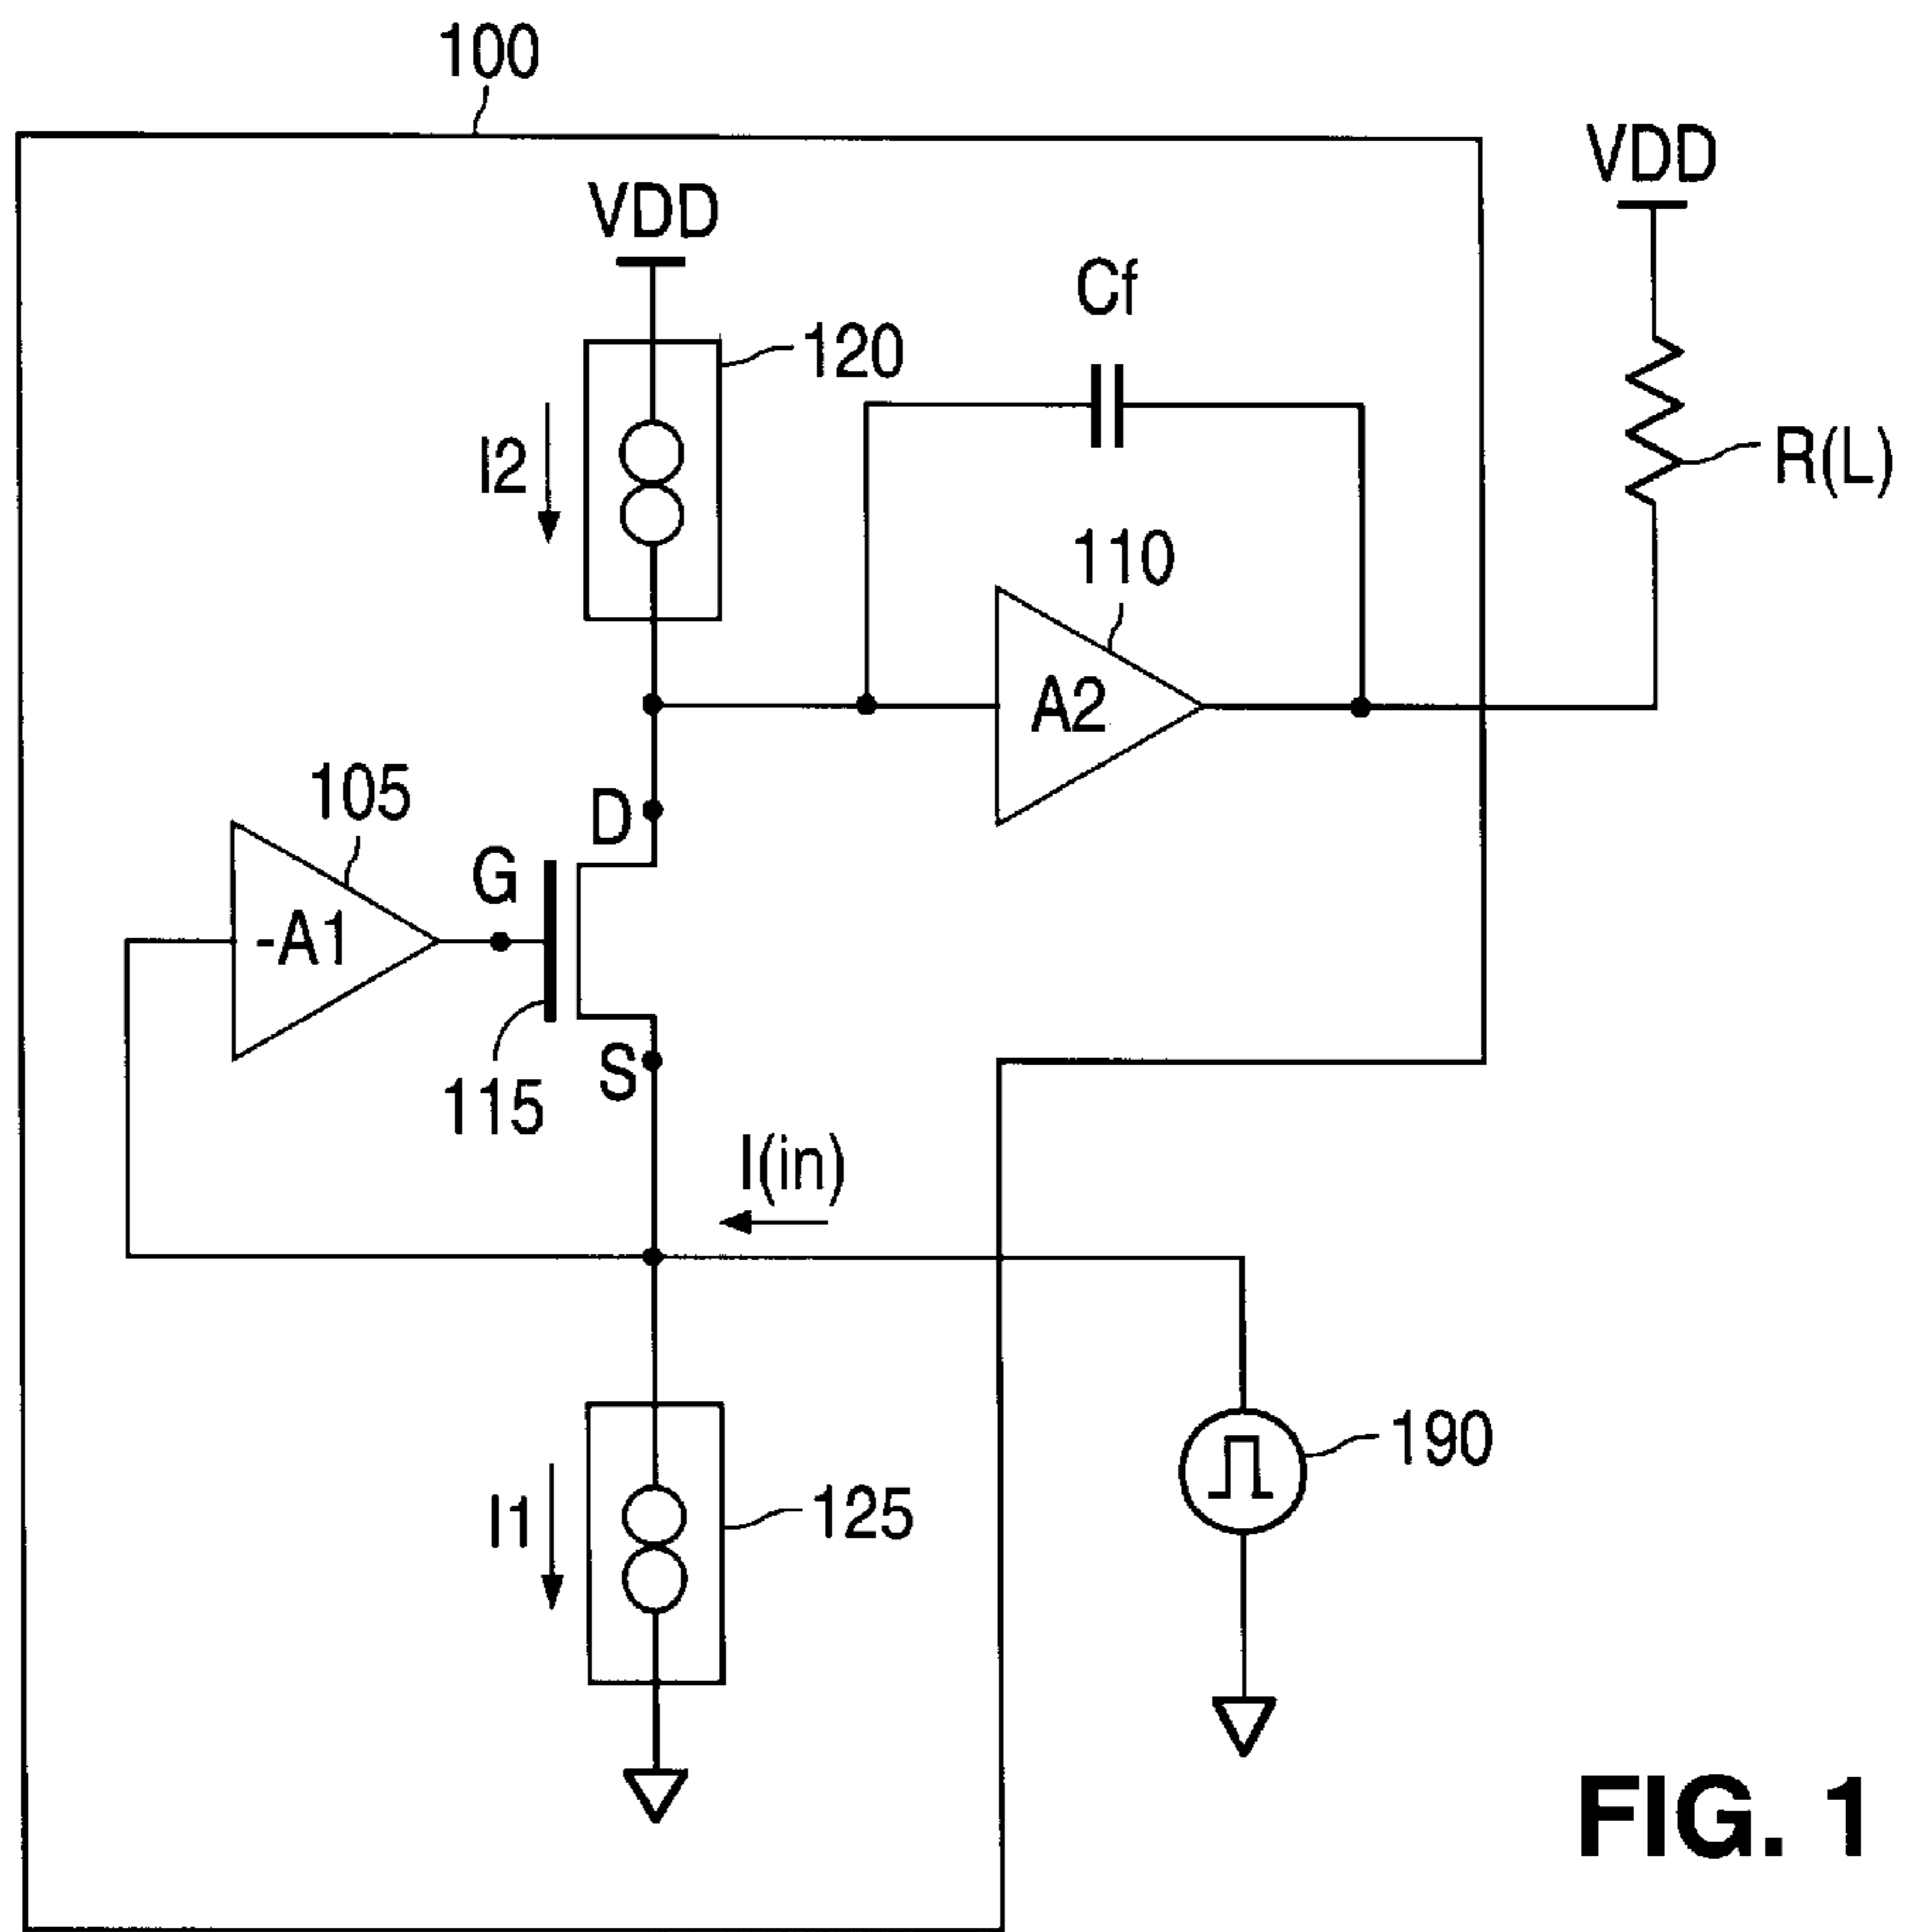 100
VDD
VDD
Cf
120
I2
R(L)
110
A2
105
D
G
-A1
S
115
I(in)
190
I1
125
FIG. 1